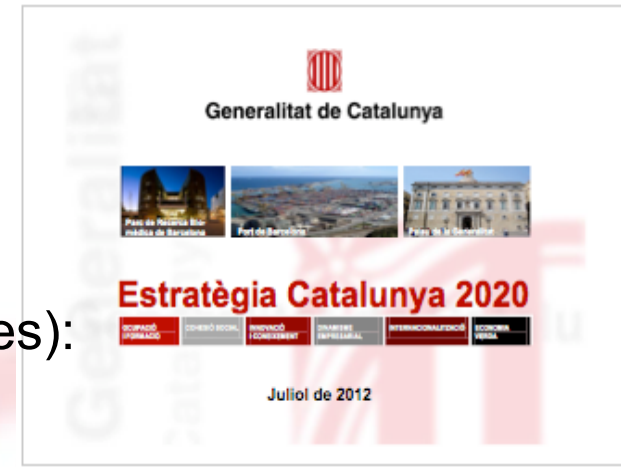 Generalitat de Catalunya
Parc de Recerca Bio-
mèdica de Barcelona
Port de Barcelona
Palau de la Generalitat
Estratègia Catalunya 2020
es):
OCUPACIÓ
I FORMACIÓ
COHESIÓ SOCIAL
INNOVACIÓ
I CONEIXEMENT
DINAMISME
EMPRESARIAL
INTERNACIONALITZACIÓ
ECONOMIA
VERDA
Juliol de 2012